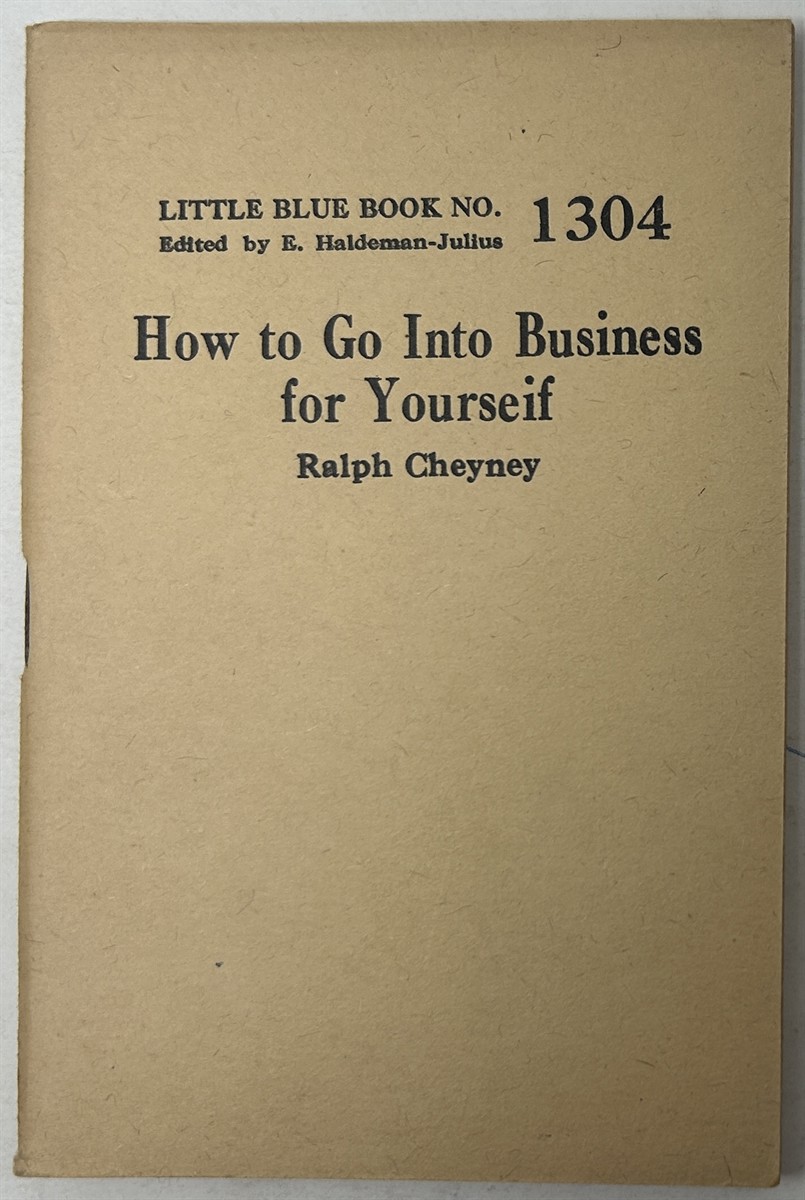 LITTLE BLUE BOOK NO. 1304
Edited by E. Haldeman-Julius
How to Go Into Business
for Yourseif
Ralph Cheyney